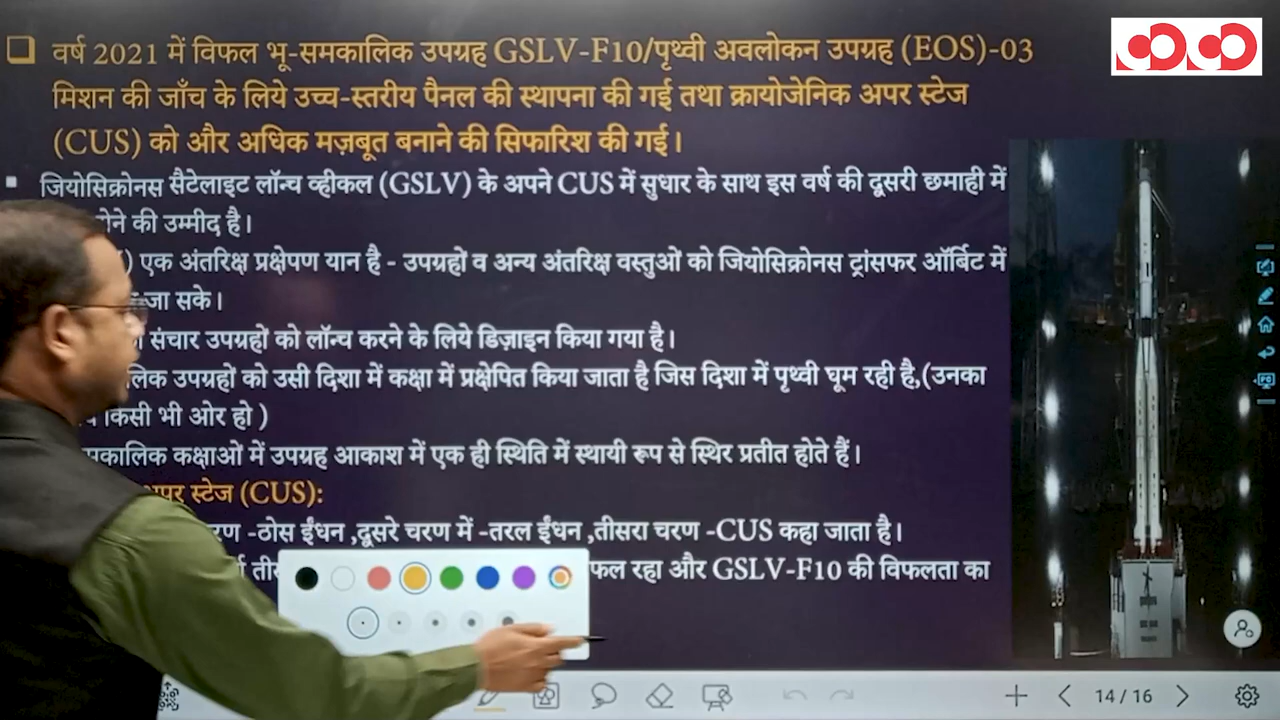 वर्ष 2021 में विफल भू-समकालिक उपग्रह GSLV-F10/पृथ्वी अवलोकन उपग्रह (EOS)-03
मिशन की जाँच के लिये उच्च-स्तरीय पैनल की स्थापना की गई तथा क्रायोजेनिक अपर स्टेज
(CUS) को और अधिक मज़बूत बनाने की सिफारिश की गई।
जियोसिक्रोनस सैटेलाइट लॉन्च व्हीकल (GSLV) के अपने CUS में सुधार के साथ इस वर्ष की दूसरी छमाही में
की उम्मीद है।
एक अंतरिक्ष प्रक्षेपण यान है - उपग्रहों व अन्य अंतरिक्ष वस्तुओं को जियोसिक्रोनस ट्रांसफर ऑर्बिट में
जा सके।
संचार उपग्रहों को लॉन्च करने के लिये डिज़ाइन किया गया है।
उपग्रहों को उसी दिशा में कक्षा में प्रक्षेपित किया जाता है जिस दिशा में पृथ्वी घूम रही है,(उनका
किसी भी ओर हो )
कक्षाओं में उपग्रह आकाश में एक ही स्थिति में स्थायी रूप से स्थिर प्रतीत होते हैं।
अपर स्टेज (CUS):
-ठोस ईंधन ,दूसरे चरण में -तरल ईंधन ,तीसरा चरण -CUS कहा जाता है।
रहा और GSLV-F10 की विफलता का
14 / 16